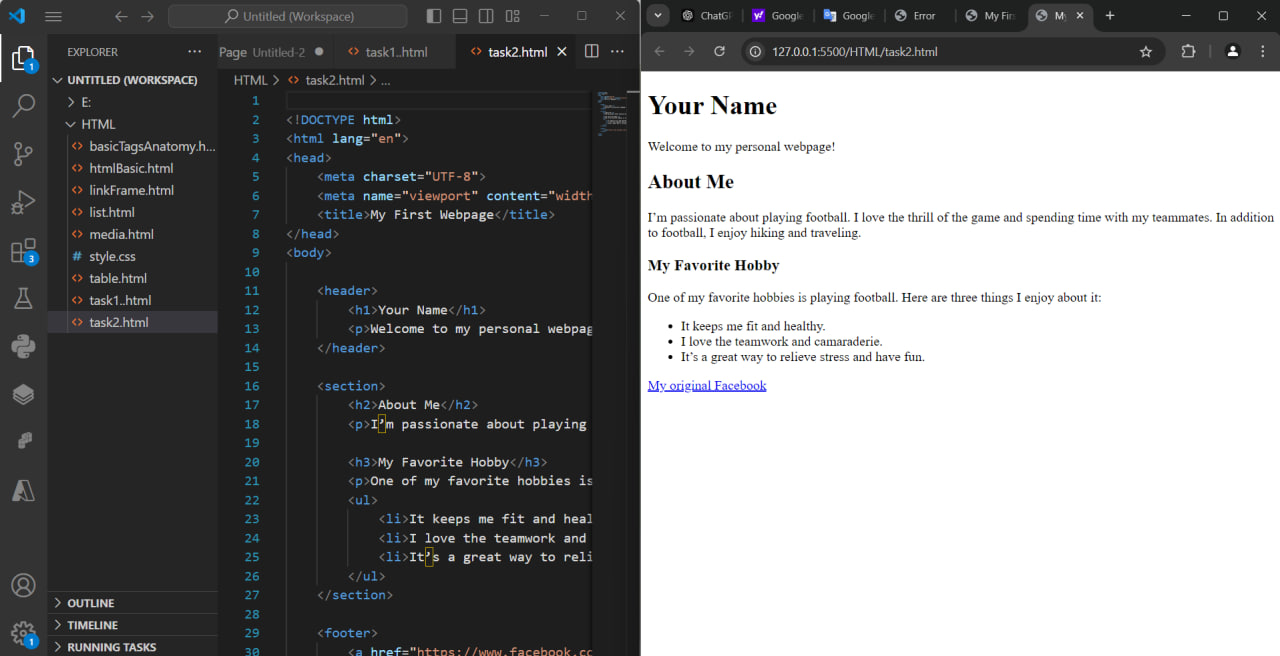 Untitled (Workspace)
EXPLORER
UNTITLED (WORKSPACE)
E:
HTML
basicTagsAnatomy.h...
htmlBasic.html
linkFrame.html
list.html
media.html
# style.css
table.html
task1..html
task2.html
OUTLINE
TIMELINE
RUNNING TASKS
1
3
1
Page Untitled-2
task1..html
task2.html
HTML > task2.html > ...
1
2 <!DOCTYPE html>
3 <html lang="en">
4 <head>
5 <meta charset="UTF-8">
6 <meta name="viewport" content="width
7 <title>My First Webpage</title>
8 </head>
9 <body>
10
11 <header>
12 <h1>Your Name</h1>
13 <p>Welcome to my personal webpag
14 </header>
15
16 <section>
17 <h2>About Me</h2>
18 <p>I’m passionate about playing
19
20 <h3>My Favorite Hobby</h3>
21 <p>One of my favorite hobbies is
22 <ul>
23 <li>It keeps me fit and heal
24 <li>I love the teamwork and
25 <li>It’s a great way to reli
26 </ul>
27 </section>
28
29 <footer>
30 <a href="https://www.facebook.co
ChatGP
Google
Google
Error
My Fir
My
127.0.0.1:5500/HTML/task2.html
Your Name
Welcome to my personal webpage!
About Me
I’m passionate about playing football. I love the thrill of the game and spending time with my teammates. In addition
to football, I enjoy hiking and traveling.
My Favorite Hobby
One of my favorite hobbies is playing football. Here are three things I enjoy about it:
• It keeps me fit and healthy.
• I love the teamwork and camaraderie.
• It’s a great way to relieve stress and have fun.
My original Facebook